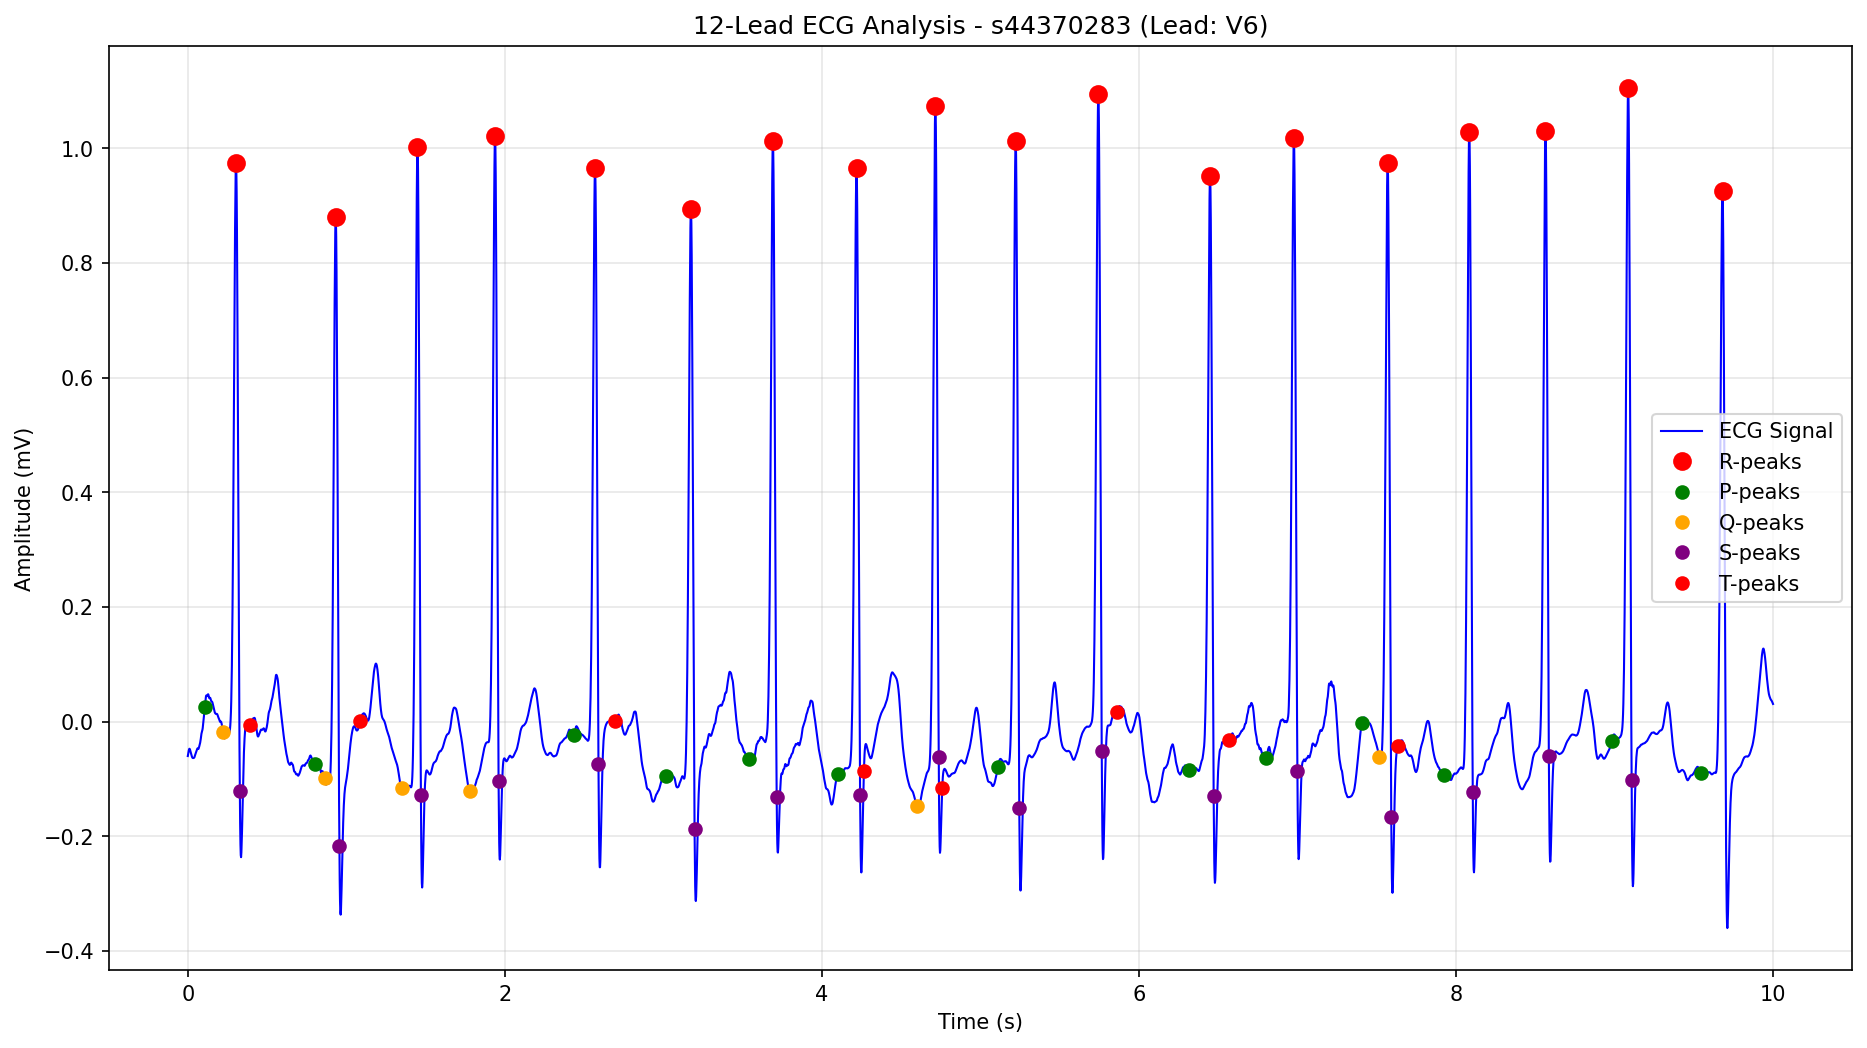 12-Lead ECG Analysis - s44370283 (Lead: V6)
Amplitude (mV)
1.0
0.8
0.6
0.4
0.2
0.0
−0.2
−0.4
ECG Signal
R-peaks
P-peaks
Q-peaks
S-peaks
T-peaks
0 2 4 6 8 10
Time (s)